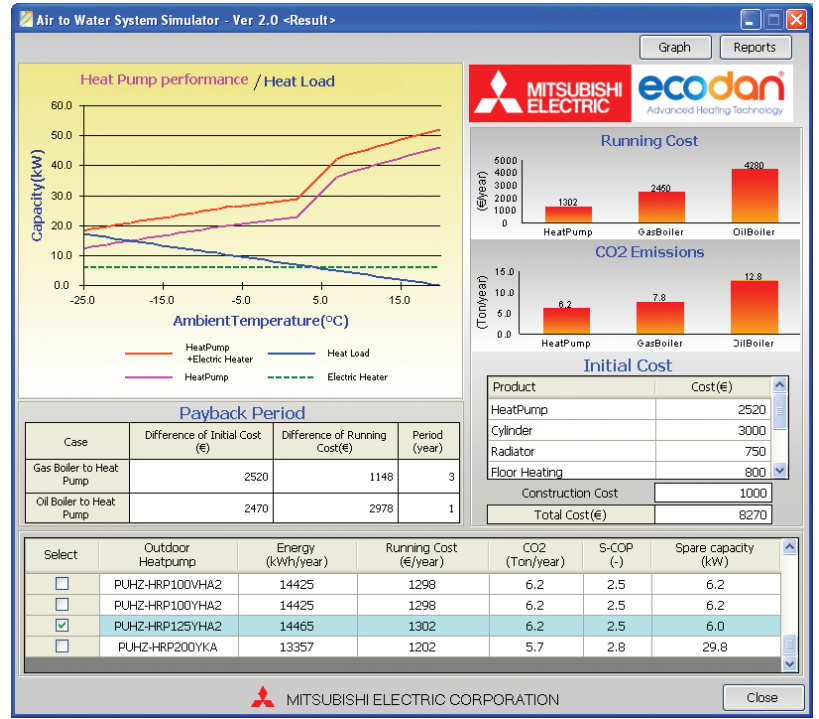 Air to Water System Simulator - Ver 2.0 <Result>
Graph Reports
Heat Pump performance / Heat Load
60.0
50.0
40.0
30.0
20.0
10.0
0.0
Capacity(kW)
-25.0 -15.0 -5.0 5.0 15.0
AmbientTemperature(°C)
HeatPump
+Electric Heater
Heat Load
HeatPump
Electric Heater
MITSUBISHI
ELECTRIC
ecodan
Advanced Heating Technology
Running Cost
5000
4000
3000
2000
1000
0
(€/year)
1302 2460 4280
HeatPump GasBoiler OilBoiler
CO2 Emissions
15.0
10.0
5.0
0.0
(Ton/year)
6.2 7.8 12.8
HeatPump GasBoiler OilBoiler
Initial Cost
Product Cost(€)
HeatPump 2520
Cylinder 3000
Radiator 750
Floor Heating 800
Construction Cost 1000
Total Cost(€) 8270
Payback Period
Case
Difference of Initial Cost
(€)
Difference of Running
Cost(€)
Period
(year)
Gas Boiler to Heat
Pump
2520 1148 3
Oil Boiler to Heat
Pump
2470 2978 1
Select
Outdoor
Heatpump
Energy
(kWh/year)
Running Cost
(€/year)
CO2
(Ton/year)
S-COP
(-)
Spare capacity
(kW)
PUHZ-HRP100VHA2 14425 1298 6.2 2.5 6.2
PUHZ-HRP100YHA2 14425 1298 6.2 2.5 6.2
PUHZ-HRP125YHA2 14465 1302 6.2 2.5 6.0
PUHZ-HRP200YKA 13357 1202 5.7 2.8 29.8
MITSUBISHI ELECTRIC CORPORATION
Close